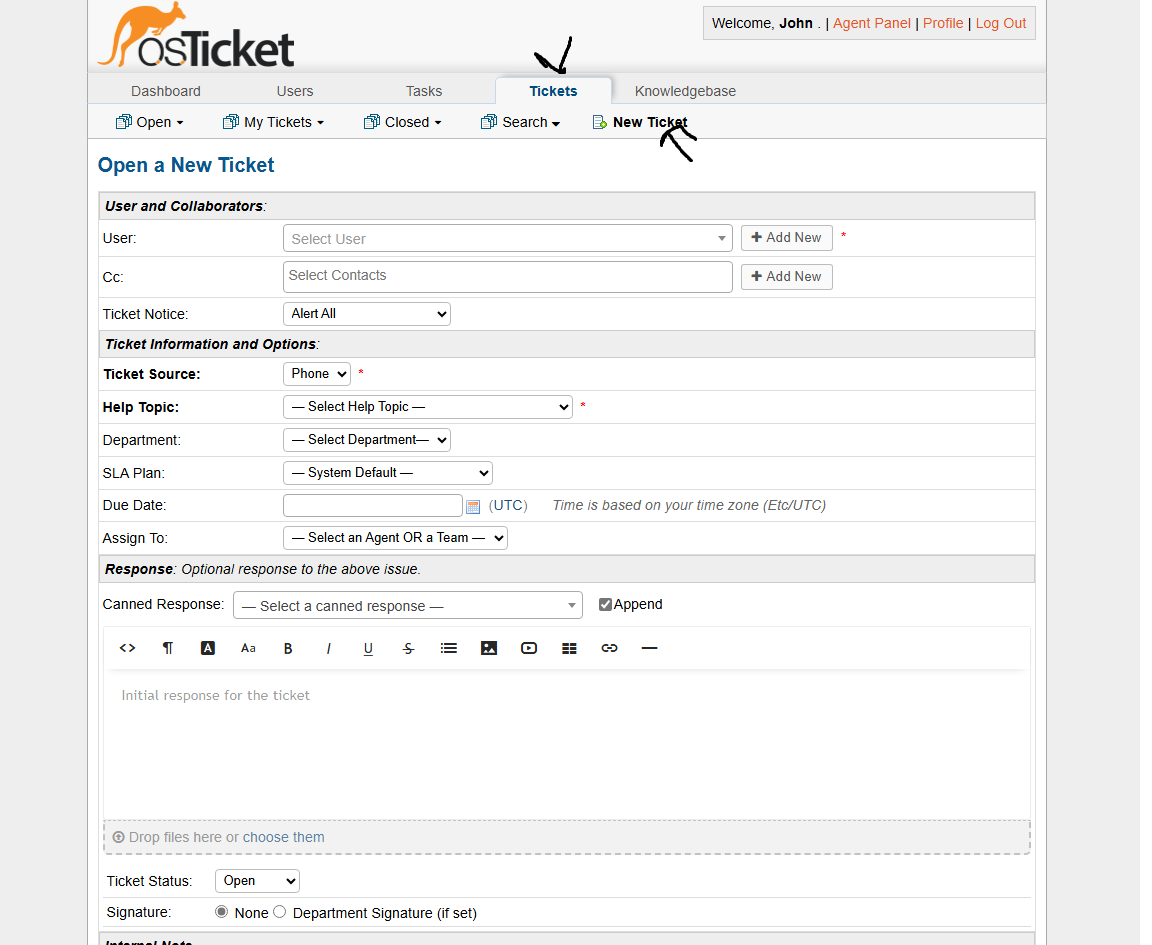 osTicket
Welcome, John . | Agent Panel | Profile | Log Out
Dashboard Users Tasks Tickets Knowledgebase
Open My Tickets Closed Search New Ticket
Open a New Ticket
User and Collaborators:
User: Select User + Add New *
Cc: Select Contacts + Add New
Ticket Notice: Alert All
Ticket Information and Options:
Ticket Source: Phone *
Help Topic: — Select Help Topic — *
Department: — Select Department—
SLA Plan: — System Default —
Due Date: (UTC) Time is based on your time zone (Etc/UTC)
Assign To: — Select an Agent OR a Team —
Response: Optional response to the above issue.
Canned Response: — Select a canned response — Append
<> ¶ A Aa B I U S
Initial response for the ticket
Drop files here or choose them
Ticket Status: Open
Signature: None Department Signature (if set)
Internal Note